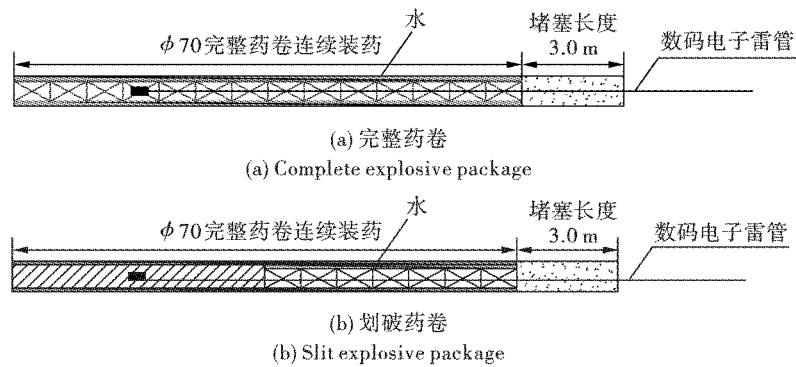 水
堵塞长度
ϕ70完整药卷连续装药
3.0 m
数码电子雷管
(a) 完整药卷
(a) Complete explosive package
水
堵塞长度
ϕ70完整药卷连续装药
3.0 m
数码电子雷管
(b) 划破药卷
(b) Slit explosive package